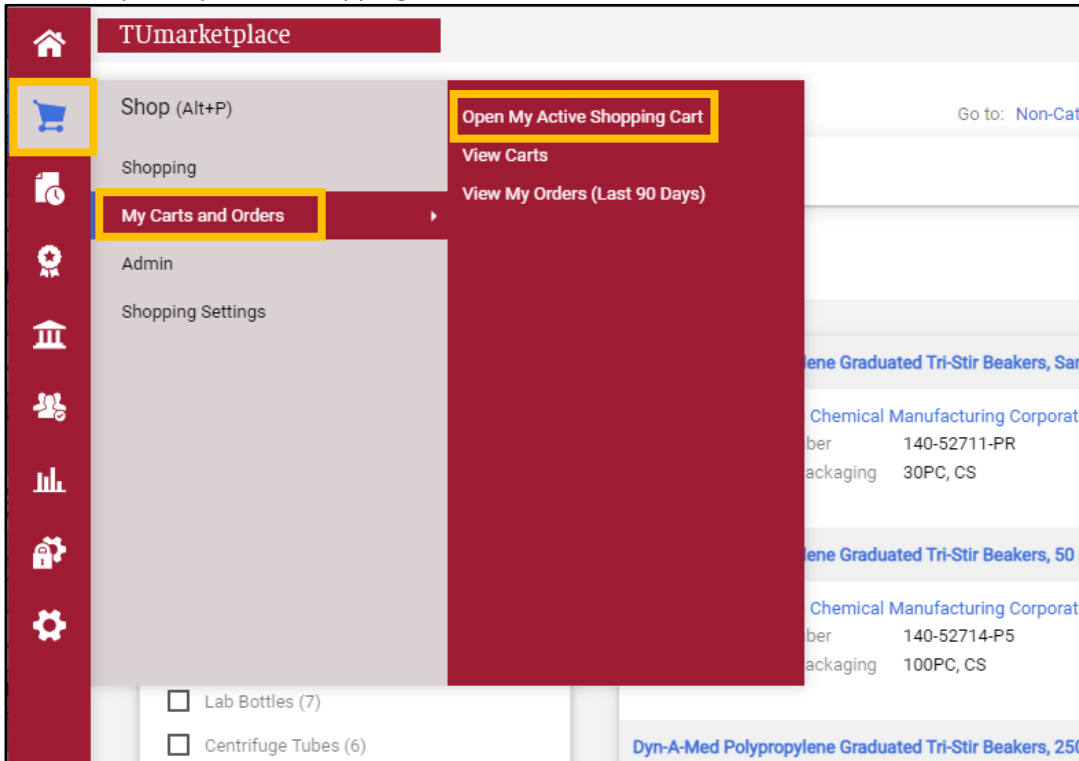 TUmarketplace
Shop (Alt+P)
Shopping
My Carts and Orders
Admin
Shopping Settings
Open My Active Shopping Cart
View Carts
View My Orders (Last 90 Days)
Go to: Non-Cat
lene Graduated Tri-Stir Beakers, Sar
Chemical Manufacturing Corporat
ber 140-52711-PR
ackaging 30PC, CS
lene Graduated Tri-Stir Beakers, 50
Chemical Manufacturing Corporat
ber 140-52714-P5
ackaging 100PC, CS
Lab Bottles (7)
Centrifuge Tubes (6)
Dyn-A-Med Polypropylene Graduated Tri-Stir Beakers, 250